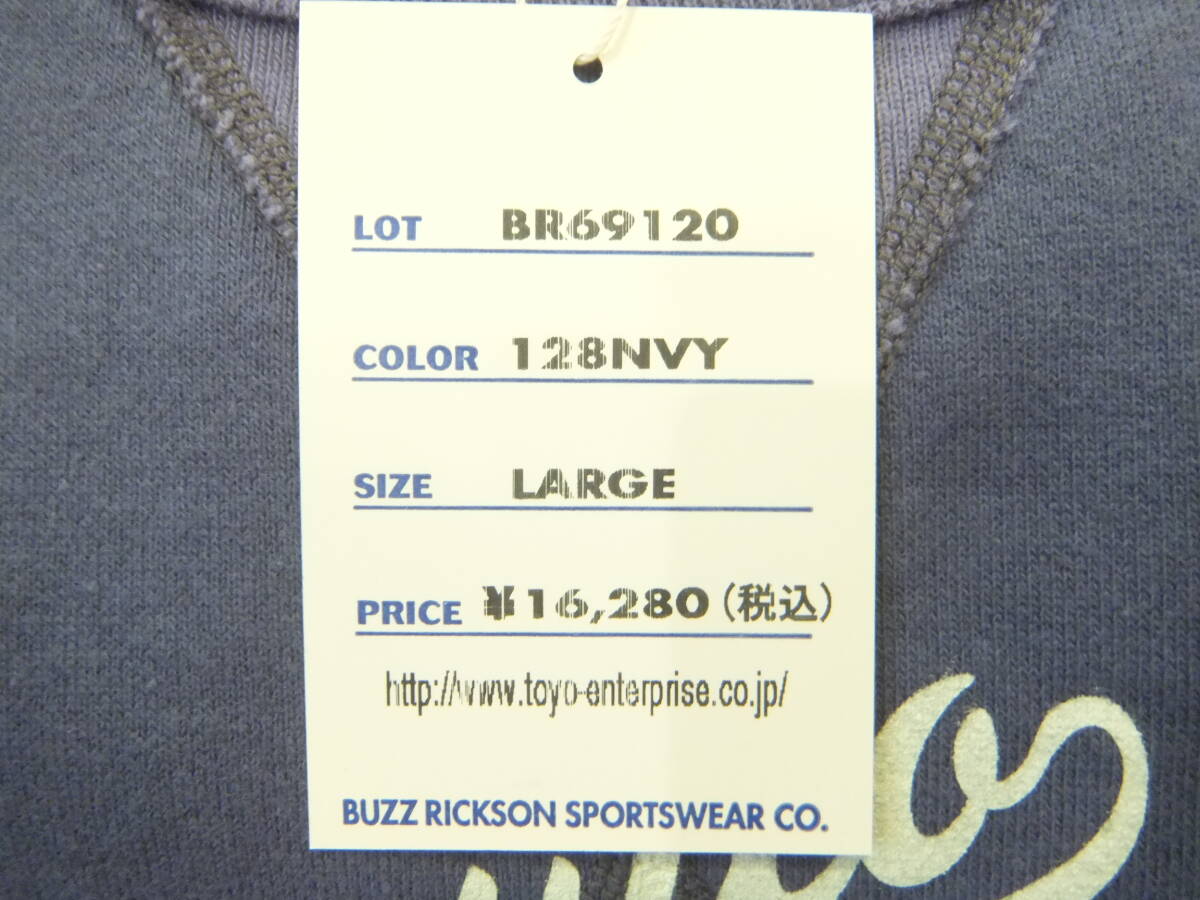 LOT BR69120
COLOR 128NVY
SIZE LARGE
PRICE ¥16,280(税込)
http://www.toyo-enterprise.co.jp/
BUZZ RICKSON SPORTSWEAR CO.